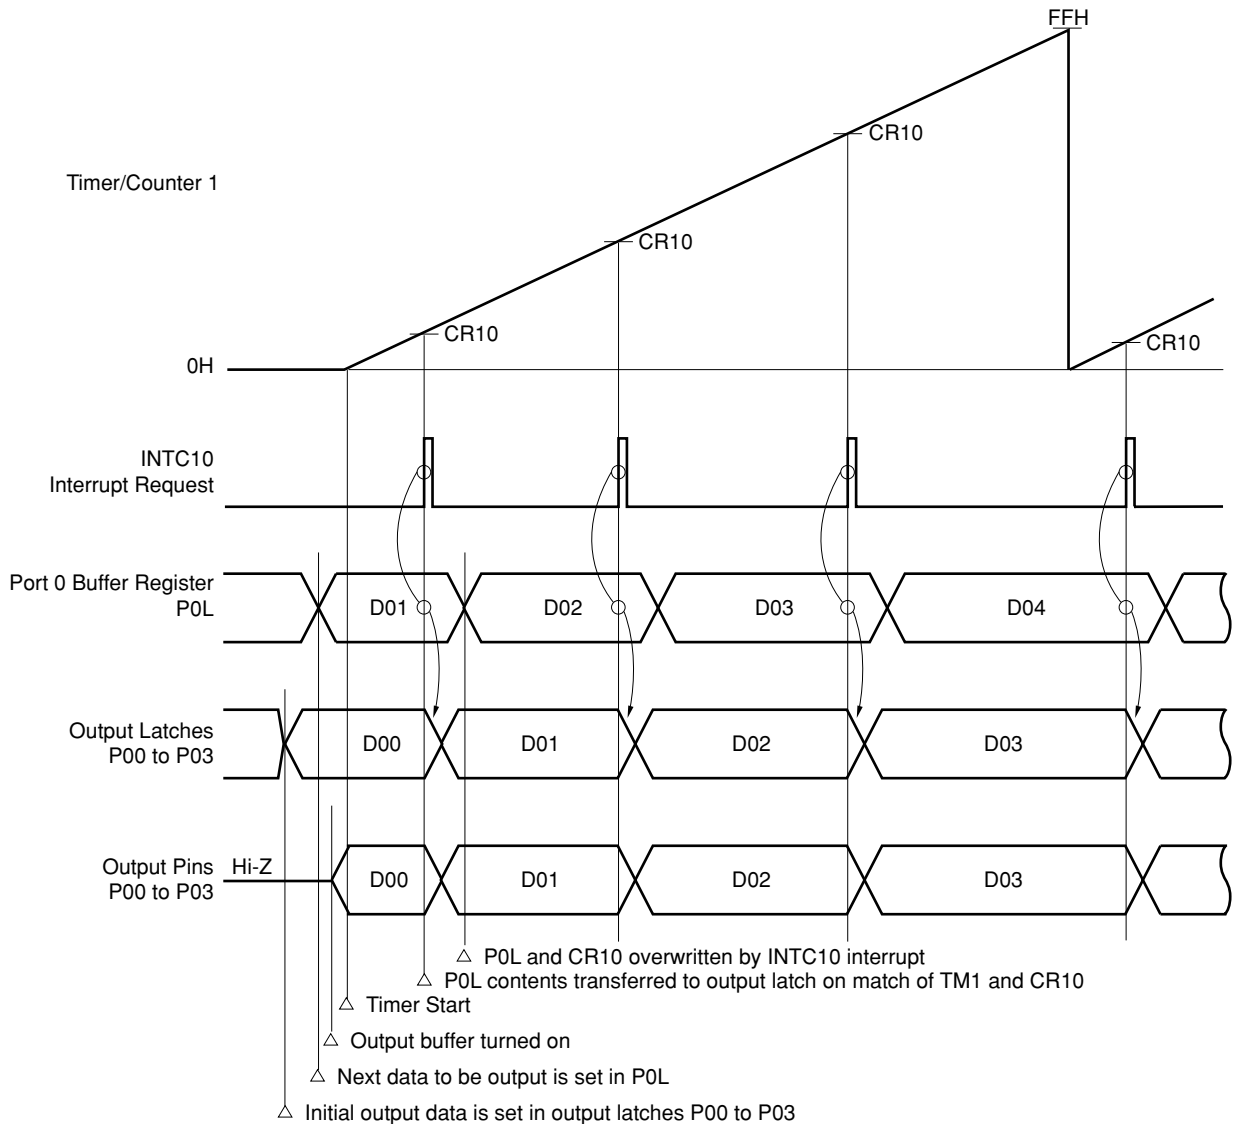 FFH
CR10
Timer/Counter 1
CR10
CR10
CR10
0H
INTC10
Interrupt Request
Port 0 Buffer Register
P0L
D01
D02
D03
D04
Output Latches
P00 to P03
D00
D01
D02
D03
Output Pins
P00 to P03
Hi-Z
D00
D01
D02
D03
P0L and CR10 overwritten by INTC10 interrupt
P0L contents transferred to output latch on match of TM1 and CR10
Timer Start
Output buffer turned on
Next data to be output is set in P0L
Initial output data is set in output latches P00 to P03